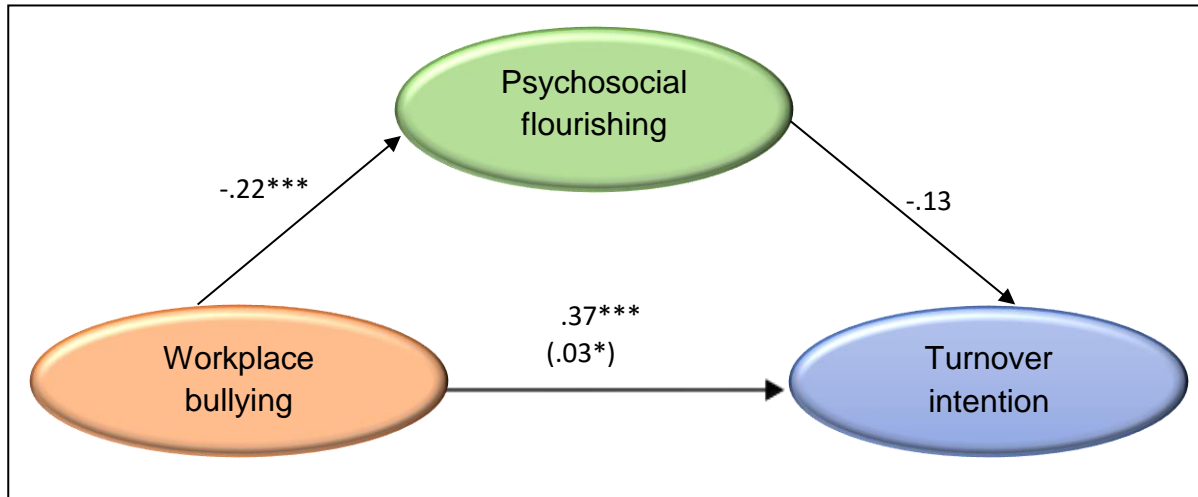 Psychosocial
flourishing
-.22***
-.13
.37***
(.03*)
Workplace
bullying
Turnover
intention